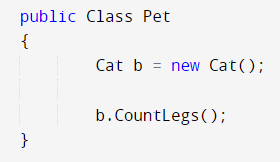 public Class Pet
{
Cat b = new Cat();
b.CountLegs();
}